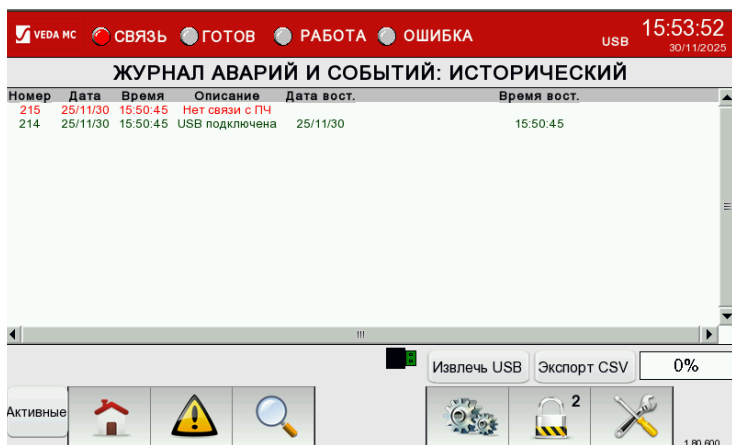 VEDA MC СВЯЗЬ ГОТОВ РАБОТА ОШИБКА USB 15:53:52
30/11/2025
ЖУРНАЛ АВАРИЙ И СОБЫТИЙ: ИСТОРИЧЕСКИЙ
Номер Дата Время Описание Дата вост. Время вост.
215 25/11/30 15:50:45 Нет связи с ПЧ
214 25/11/30 15:50:45 USB подключена 25/11/30 15:50:45
Извлечь USB Экспорт CSV 0%
Активные 2
1.80.600